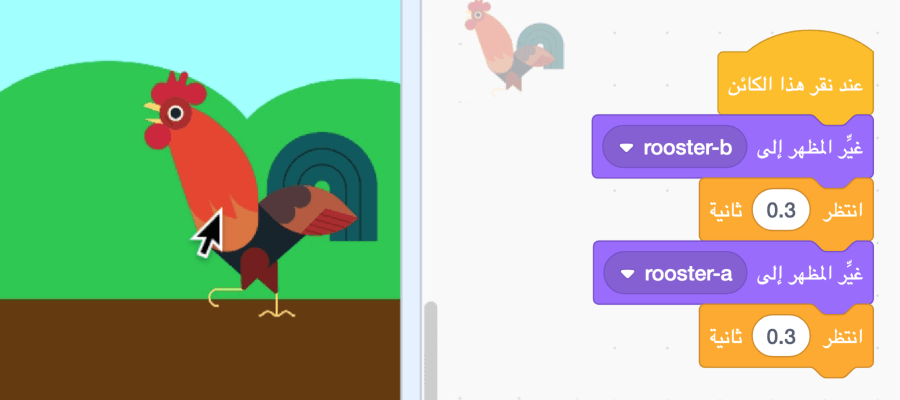 عند نقر هذا الكائن
غيِّر المظهر إلى rooster-b
انتظر 0.3 ثانية
غيِّر المظهر إلى rooster-a
انتظر 0.3 ثانية